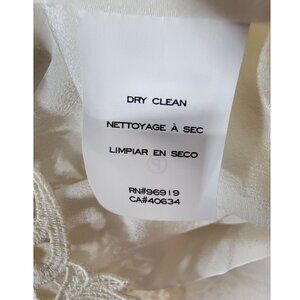 DRY CLEAN
NETTOYAGE À SEC
LIMPIAR EN SECO
RN#96919
CA#40634